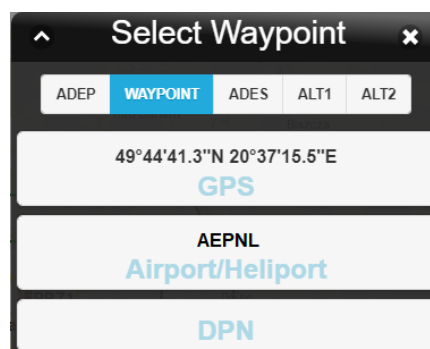 Select Waypoint
ADEP WAYPOINT ADES ALT1 ALT2
49°44'41.3"N 20°37'15.5"E
GPS
AEPNL
Airport/Heliport
DPN